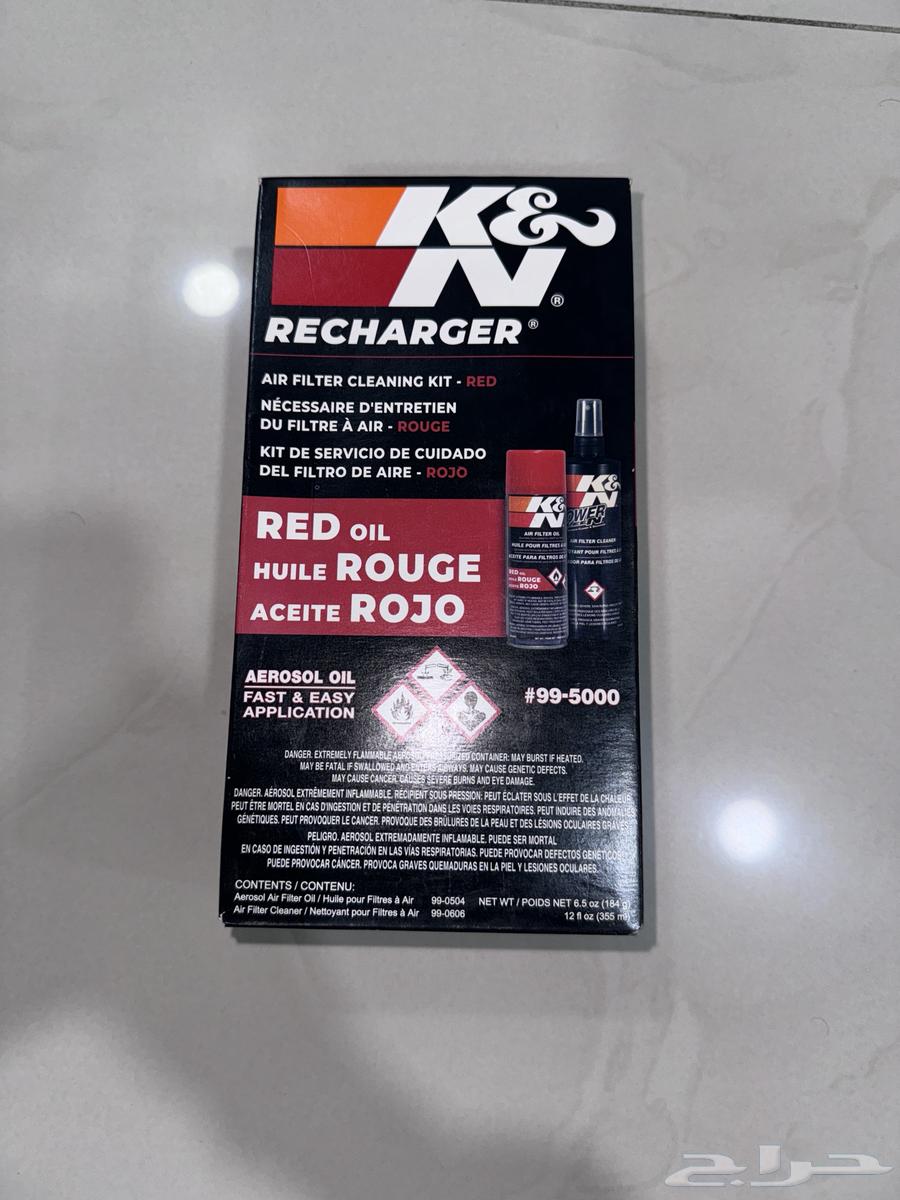 K&
N®
RECHARGER®
AIR FILTER CLEANING KIT - RED
NÉCESSAIRE D'ENTRETIEN
DU FILTRE À AIR - ROUGE
KIT DE SERVICIO DE CUIDADO
DEL FILTRO DE AIRE - ROJO
RED OIL
HUILE ROUGE
ACEITE ROJO
K&
N
AIR FILTER OIL
HUILE POUR FILTRES À
ACEITE PARA FILTROS DE
RED OIL
HUILE ROUGE
ACEITE ROJO
K&
N
AIR FILTER CLEANER
AEROSOL OIL
FAST & EASY
APPLICATION
#99-5000
DANGER. EXTREMELY FLAMMABLE AEROSOL. PRESSURIZED CONTAINER: MAY BURST IF HEATED.
MAY BE FATAL IF SWALLOWED AND ENTERS AIRWAYS. MAY CAUSE GENETIC DEFECTS.
MAY CAUSE CANCER. CAUSES SEVERE BURNS AND EYE DAMAGE.
DANGER. AÉROSOL EXTRÊMEMENT INFLAMMABLE. RÉCIPIENT SOUS PRESSION: PEUT ÉCLATER SOUS L'EFFET DE LA CHALEUR.
PEUT ÊTRE MORTEL EN CAS D'INGESTION ET DE PÉNÉTRATION DANS LES VOIES RESPIRATOIRES. PEUT INDUIRE DES ANOMALIES
GÉNÉTIQUES. PEUT PROVOQUER LE CANCER. PROVOQUE DES BRÛLURES DE LA PEAU ET DES LÉSIONS OCULAIRES GRAVES.
PELIGRO. AEROSOL EXTREMADAMENTE INFLAMABLE. PUEDE SER MORTAL
EN CASO DE INGESTIÓN Y PENETRACIÓN EN LAS VÍAS RESPIRATORIAS. PUEDE PROVOCAR DEFECTOS GENÉTICOS.
PUEDE PROVOCAR CÁNCER. PROVOCA GRAVES QUEMADURAS EN LA PIEL Y LESIONES OCULARES.
CONTENTS / CONTENU:
Aerosol Air Filter Oil / Huile pour Filtres à Air 99-0504 NET WT / POIDS NET 6.5 oz (184 g)
Air Filter Cleaner / Nettoyant pour Filtres à Air 99-0606 12 fl oz (355 ml)
حراج